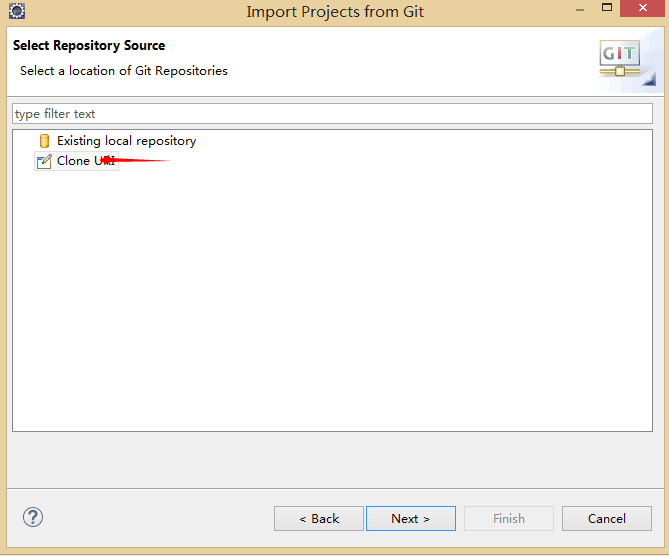 Import Projects from Git
Select Repository Source
Select a location of Git Repositories
GIT
type filter text
Existing local repository
Clone URI
?
< Back
Next >
Finish
Cancel